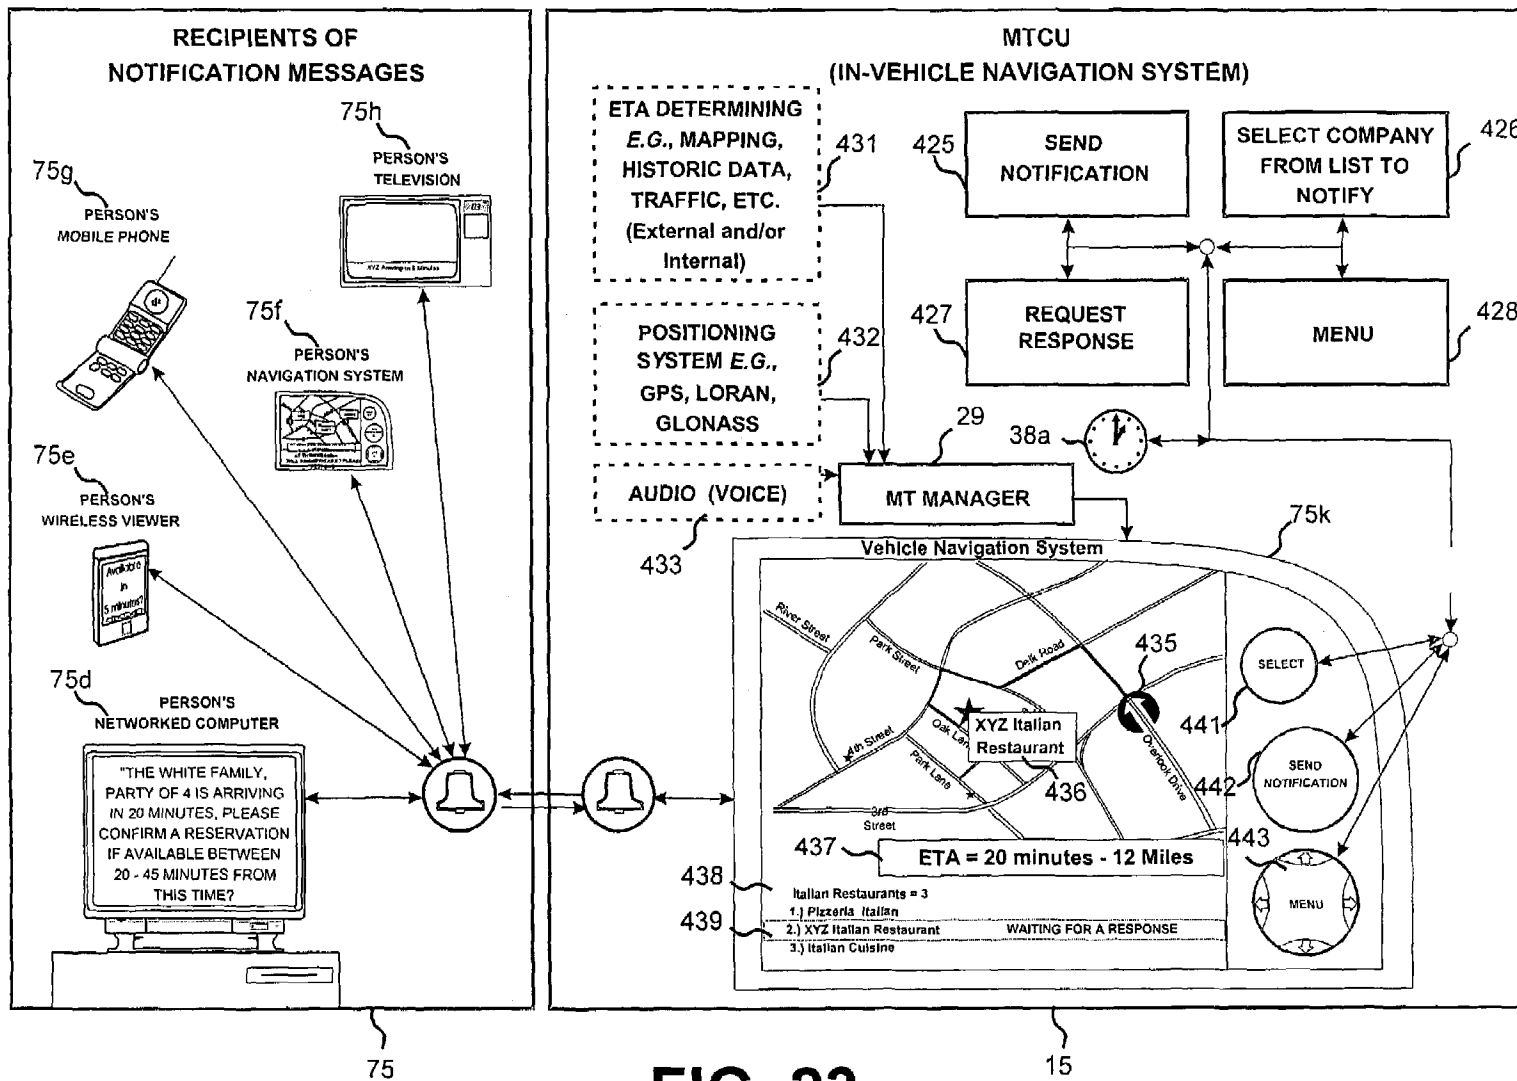 RECIPIENTS OF
NOTIFICATION MESSAGES
75h
PERSON'S
TELEVISION
XYZ Arriving in 5 Minutes
75g
PERSON'S
MOBILE PHONE
75f
PERSON'S
NAVIGATION SYSTEM
75e
PERSON'S
WIRELESS VIEWER
Available
in
5 minutes?
75d
PERSON'S
NETWORKED COMPUTER
"THE WHITE FAMILY,
PARTY OF 4 IS ARRIVING
IN 20 MINUTES, PLEASE
CONFIRM A RESERVATION
IF AVAILABLE BETWEEN
20 - 45 MINUTES FROM
THIS TIME?
75
MTCU
(IN-VEHICLE NAVIGATION SYSTEM)
ETA DETERMINING
E.G., MAPPING,
HISTORIC DATA,
TRAFFIC, ETC.
(External and/or
Internal)
431
425
SEND
NOTIFICATION
SELECT COMPANY
FROM LIST TO
NOTIFY
426
POSITIONING
SYSTEM E.G.,
GPS, LORAN,
GLONASS
432
427
REQUEST
RESPONSE
MENU
428
29
38a
AUDIO (VOICE)
433
MT MANAGER
75k
Vehicle Navigation System
River Street
Park Street
Delk Road
435
SELECT
441
XYZ Italian
Restaurant
436
Oak Lan
4th Street
Park Lane
Overlook Drive
3rd
Street
SEND
NOTIFICATION
442
437
ETA = 20 minutes - 12 Miles
443
MENU
438
Italian Restaurants = 3
1.) Pizzeria Italian
439
2.) XYZ Italian Restaurant WAITING FOR A RESPONSE
3.) Italian Cuisine
15